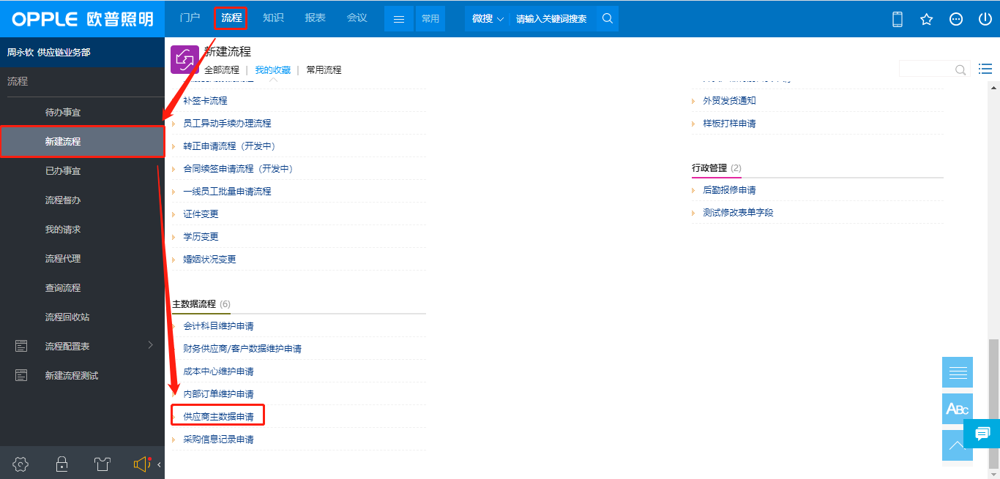 OPPLE 欧普照明
门户 流程 知识 报表 会议 常用 微搜 请输入关键词搜索
周永钦 供应链业务部
流程
待办事宜
新建流程
已办事宜
流程督办
我的请求
流程代理
查询流程
流程回收站
流程配置表
新建流程测试
新建流程
全部流程 | 我的收藏 | 常用流程
补签卡流程
员工异动手续办理流程
转正申请流程（开发中）
合同续签申请流程（开发中）
一线员工批量申请流程
证件变更
学历变更
婚姻状况变更
主数据流程 (6)
会计科目维护申请
财务供应商/客户数据维护申请
成本中心维护申请
内部订单维护申请
供应商主数据申请
采购信息记录申请
外贸发货通知
样板打样申请
行政管理 (2)
后勤报修申请
测试修改表单字段
ABC